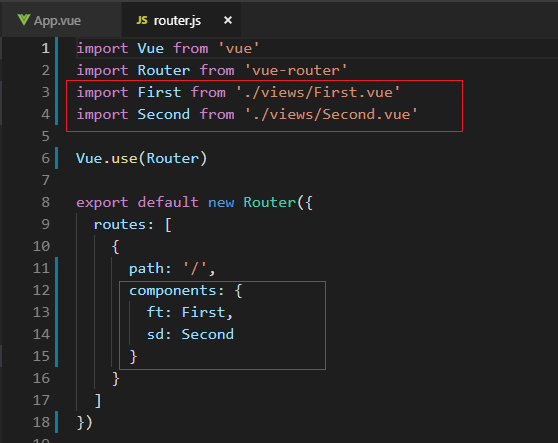 App.vue
JS router.js ×
1 import Vue from 'vue'
2 import Router from 'vue-router'
3 import First from './views/First.vue'
4 import Second from './views/Second.vue'
5
6 Vue.use(Router)
7
8 export default new Router({
9   routes: [
10     {
11       path: '/',
12       components: {
13         ft: First,
14         sd: Second
15       }
16     }
17   ]
18 })